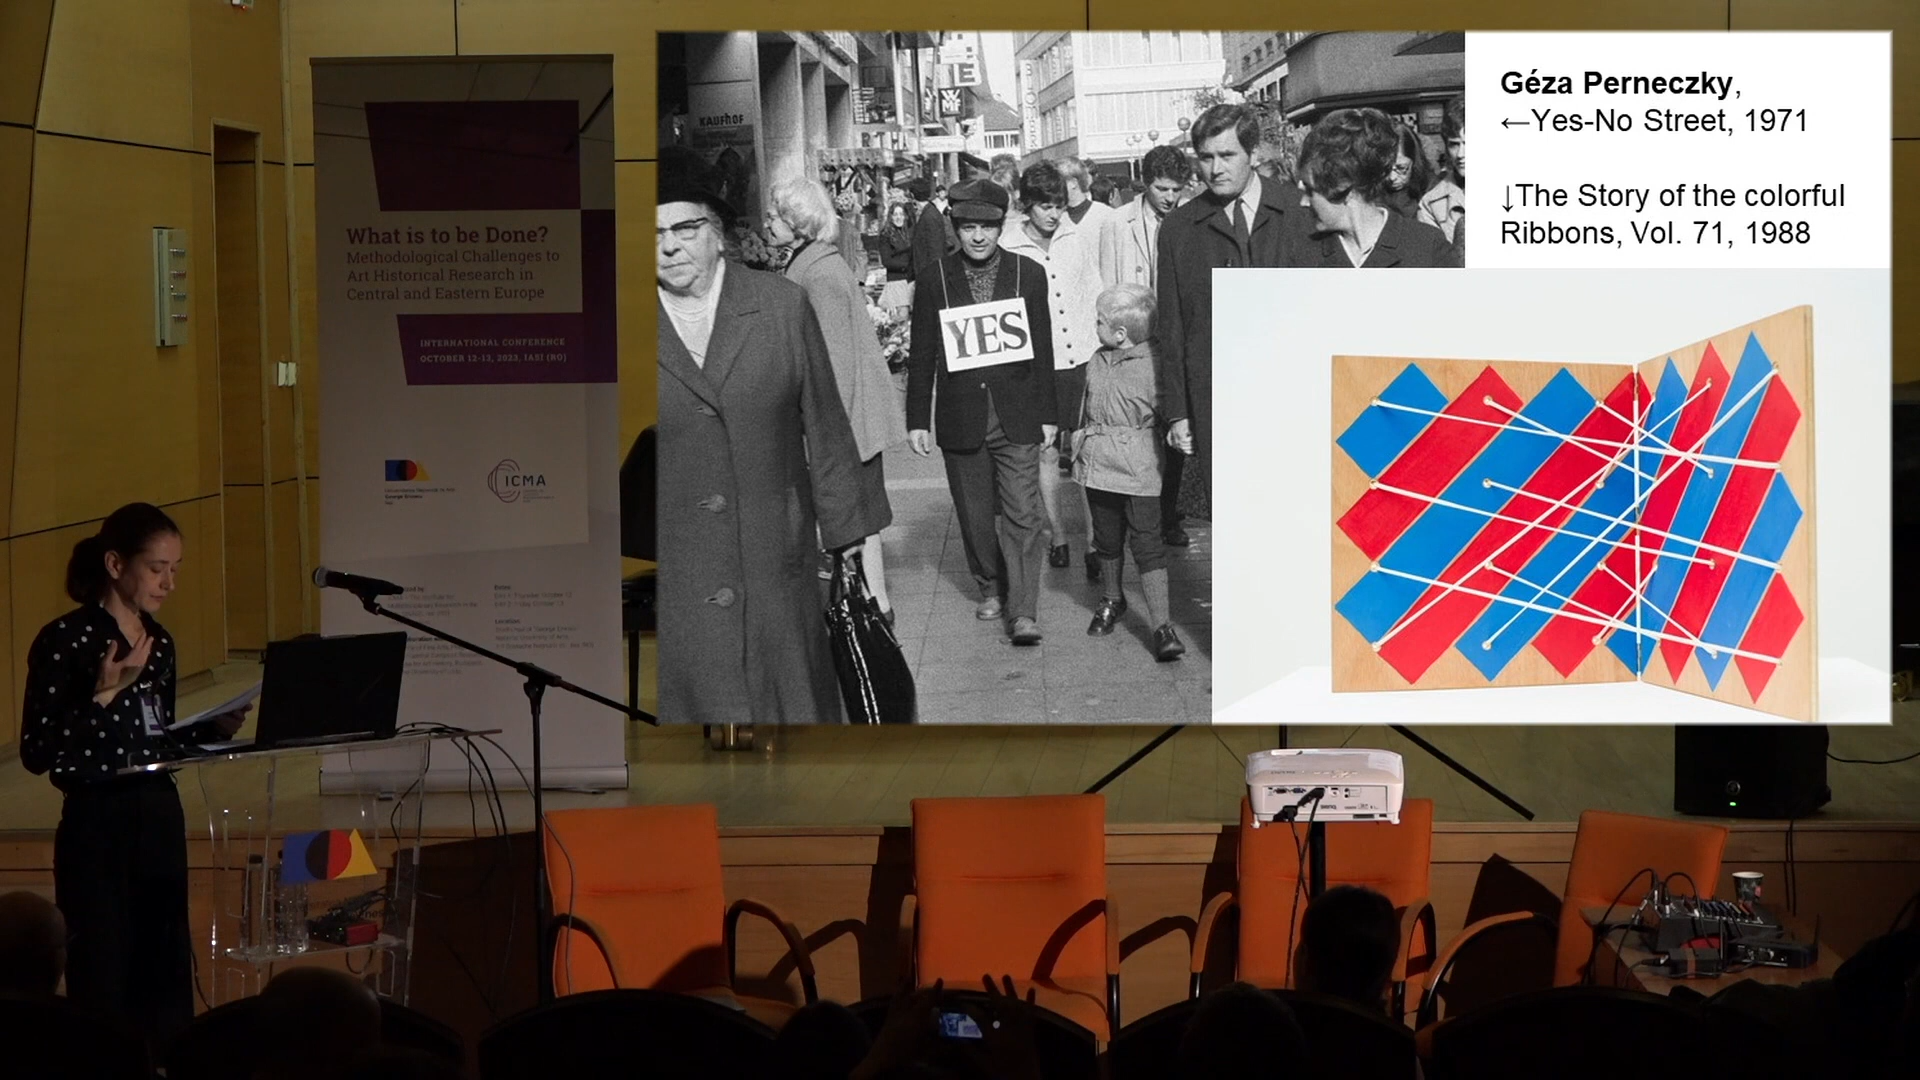 What is to be Done?
Methodological Challenges to
Art Historical Research in
Central and Eastern Europe
INTERNATIONAL CONFERENCE
OCTOBER 12-13, 2023, IASI (RO)
ICMA
KAUFHOF
WMF
YES
Géza Perneczky,
←Yes-No Street, 1971
↓The Story of the colorful
Ribbons, Vol. 71, 1988